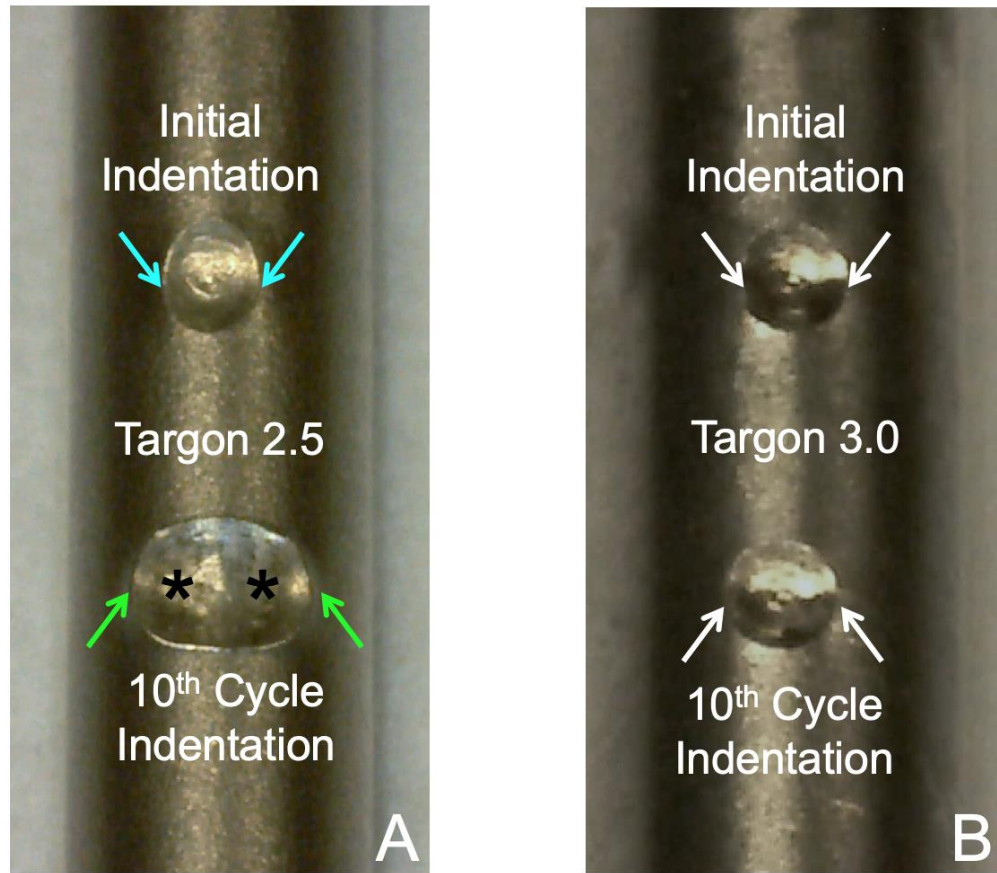 Initial
Indentation
Targon 2.5
* *
10th Cycle
Indentation
A
Initial
Indentation
Targon 3.0
10th Cycle
Indentation
B